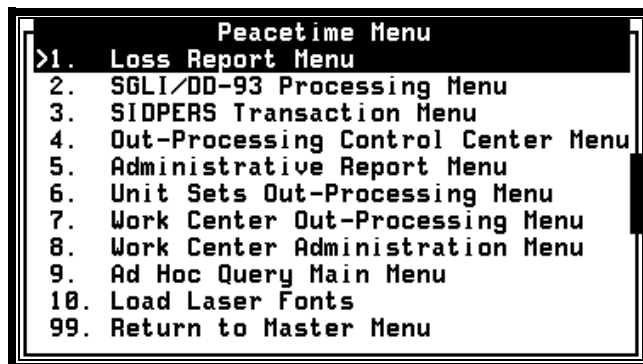 Peacetime Menu
>1. Loss Report Menu
2. SGLI/DD-93 Processing Menu
3. SIDPERS Transaction Menu
4. Out-Processing Control Center Menu
5. Administrative Report Menu
6. Unit Sets Out-Processing Menu
7. Work Center Out-Processing Menu
8. Work Center Administration Menu
9. Ad Hoc Query Main Menu
10. Load Laser Fonts
99. Return to Master Menu